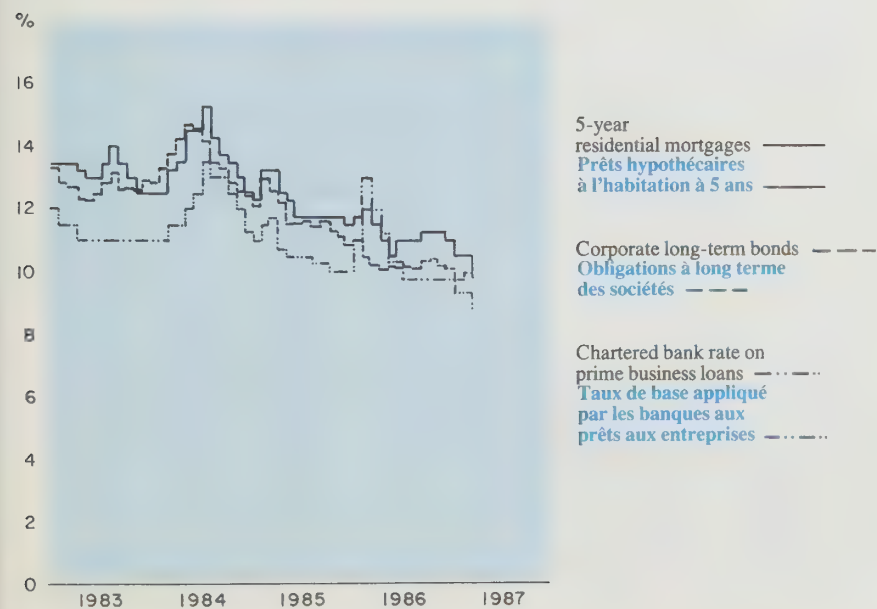 %
16
14
12
10
8
6
4
2
0
1983 1984 1985 1986 1987
5-year
residential mortgages
Prêts hypothécaires
à l'habitation à 5 ans
Corporate long-term bonds
Obligations à long terme
des sociétés
Chartered bank rate on
prime business loans
Taux de base appliqué
par les banques aux
prêts aux entreprises